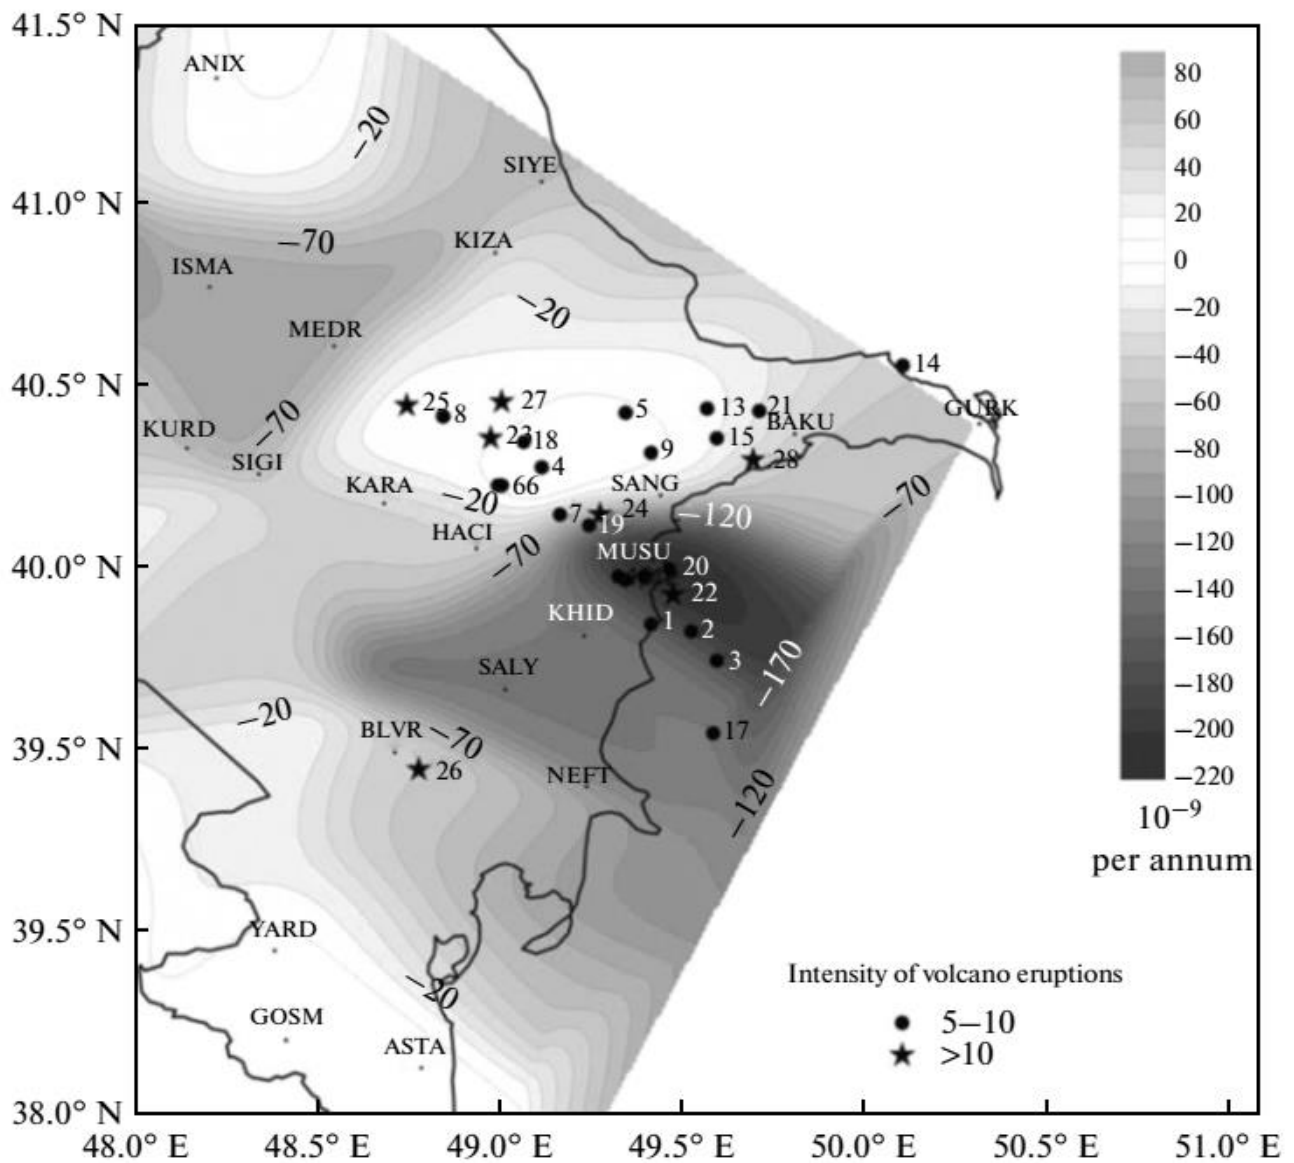 41.5° N
ANIX
−20
SIYE
41.0° N
−70
KIZA
ISMA
−20
MEDR
40.5° N
14
25
8
27
5
13
21
GURK
KURD
−70
23
18
15
BAKU
SIGI
4
9
28
KARA
−20
66
SANG
−70
7
24
−120
19
HACI
−70
MUSU
40.0° N
20
22
KHID
1
2
SALY
3
−170
−20
BLVR
−70
17
39.5° N
26
NEFT
−120
39.5° N
YARD
−20
GOSM
ASTA
38.0° N
48.0° E
48.5° E
49.0° E
49.5° E
50.0° E
50.5° E
51.0° E
80
60
40
20
0
−20
−40
−60
−80
−100
−120
−140
−160
−180
−200
−220
10⁻⁹
per annum
Intensity of volcano eruptions
5–10
>10